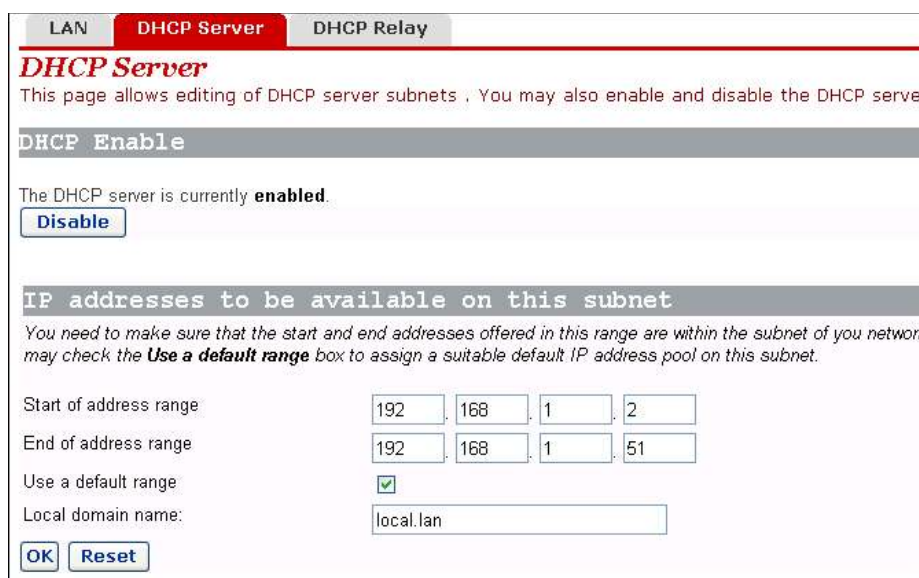 LAN DHCP Server DHCP Relay
DHCP Server
This page allows editing of DHCP server subnets . You may also enable and disable the DHCP serve
DHCP Enable
The DHCP server is currently enabled.
Disable
IP addresses to be available on this subnet
You need to make sure that the start and end addresses offered in this range are within the subnet of you networ
may check the Use a default range box to assign a suitable default IP address pool on this subnet.
Start of address range 192 . 168 . 1 . 2
End of address range 192 . 168 . 1 . 51
Use a default range
Local domain name: local.lan
OK Reset